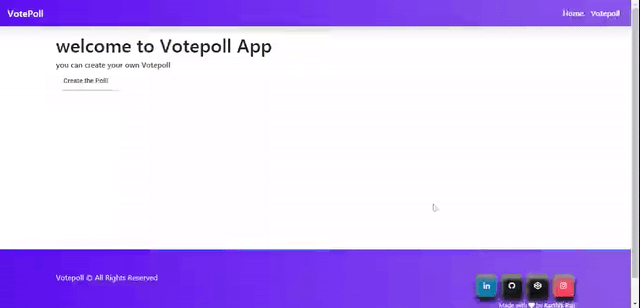 VotePoll
Home Votepoll
welcome to Votepoll App
you can create your own Votepoll
Create the Poll
Votepoll © All Rights Reserved
in
Made with by Karthik Raj